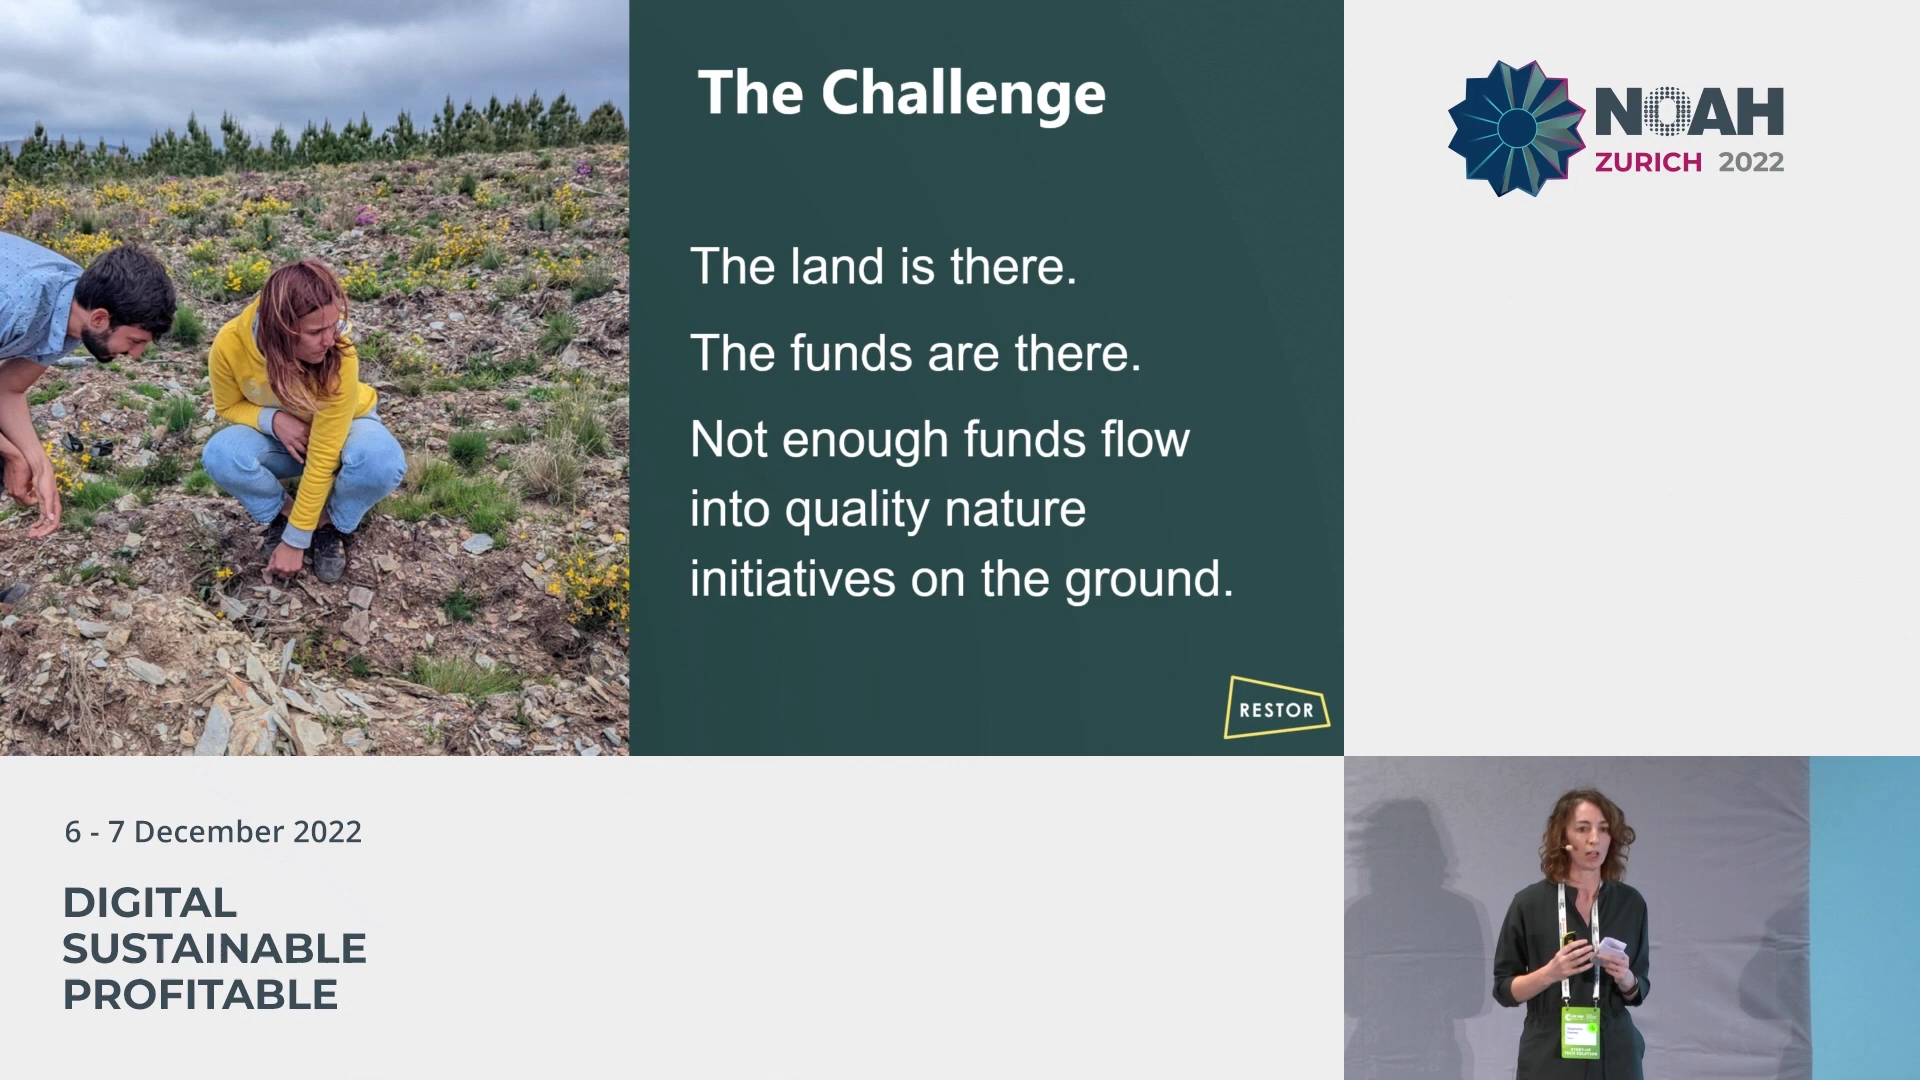 The Challenge
The land is there.
The funds are there.
Not enough funds flow
into quality nature
initiatives on the ground.
RESTOR
NOAH
ZURICH 2022
6 - 7 December 2022
DIGITAL
SUSTAINABLE
PROFITABLE